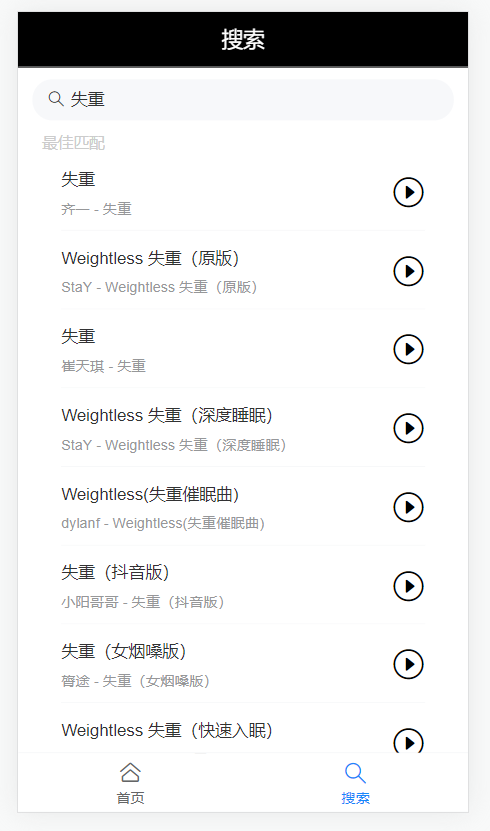 搜索
失重
最佳匹配
失重
齐一 - 失重
Weightless 失重（原版）
StaY - Weightless 失重（原版）
失重
崔天琪 - 失重
Weightless 失重（深度睡眠）
StaY - Weightless 失重（深度睡眠）
Weightless(失重催眠曲)
dylanf - Weightless(失重催眠曲)
失重（抖音版）
小阳哥哥 - 失重（抖音版）
失重（女烟嗓版）
箵途 - 失重（女烟嗓版）
Weightless 失重（快速入眠）
首页
搜索